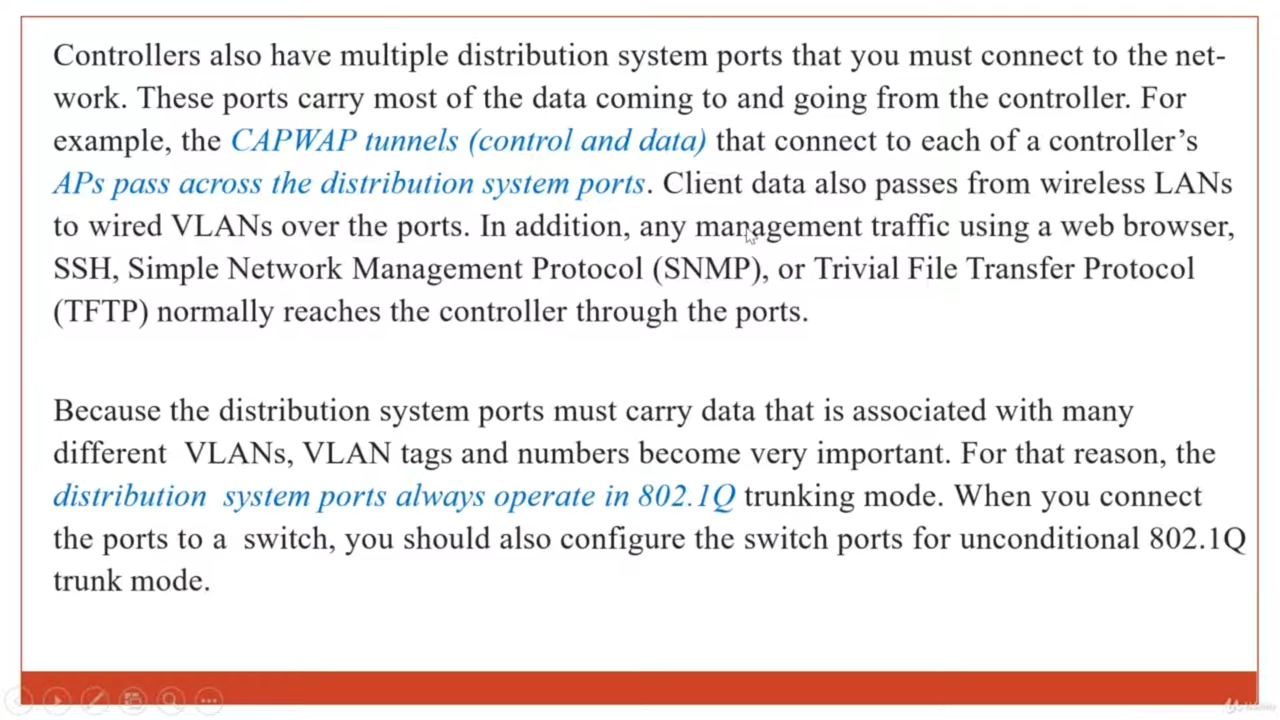 Controllers also have multiple distribution system ports that you must connect to the net-
work. These ports carry most of the data coming to and going from the controller. For
example, the CAPWAP tunnels (control and data) that connect to each of a controller’s
APs pass across the distribution system ports. Client data also passes from wireless LANs
to wired VLANs over the ports. In addition, any management traffic using a web browser,
SSH, Simple Network Management Protocol (SNMP), or Trivial File Transfer Protocol
(TFTP) normally reaches the controller through the ports.
Because the distribution system ports must carry data that is associated with many
different VLANs, VLAN tags and numbers become very important. For that reason, the
distribution system ports always operate in 802.1Q trunking mode. When you connect
the ports to a switch, you should also configure the switch ports for unconditional 802.1Q
trunk mode.
Udemy